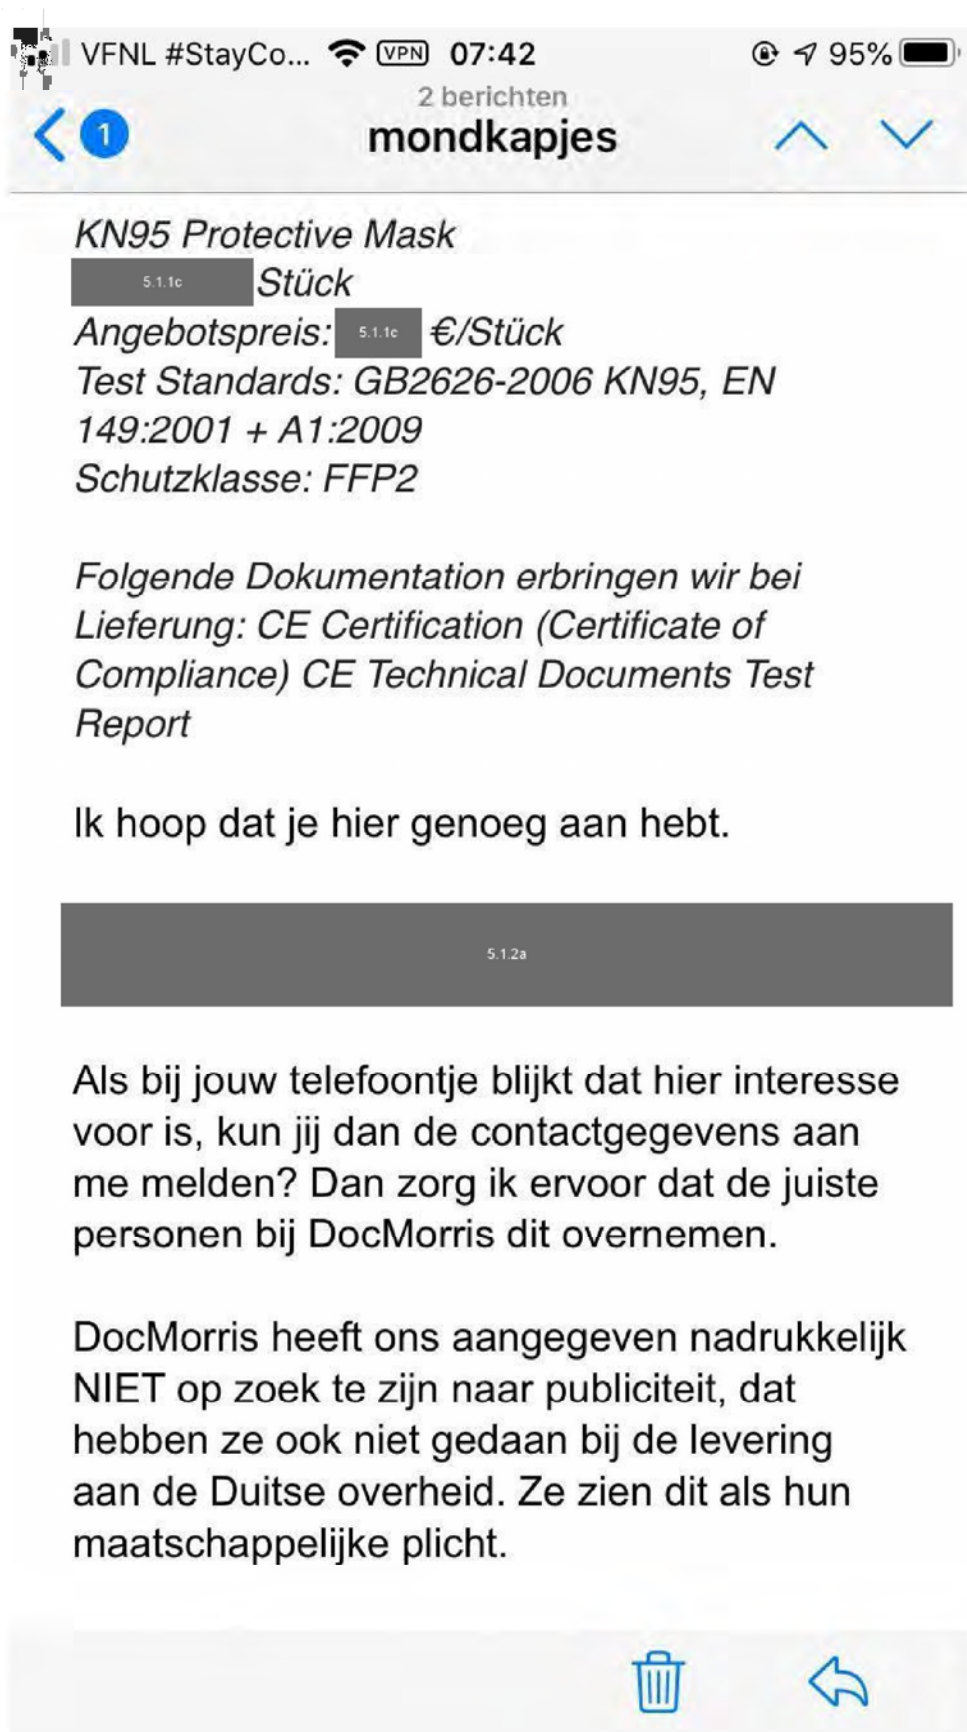 VFNL #StayCo... VPN 07:42 95%
2 berichten
1 mondkapjes
KN95 Protective Mask
5.1.1c Stück
Angebotspreis: 5.1.1c €/Stück
Test Standards: GB2626-2006 KN95, EN
149:2001 + A1:2009
Schutzklasse: FFP2
Folgende Dokumentation erbringen wir bei
Lieferung: CE Certification (Certificate of
Compliance) CE Technical Documents Test
Report
Ik hoop dat je hier genoeg aan hebt.
5.1.2a
Als bij jouw telefoontje blijkt dat hier interesse
voor is, kun jij dan de contactgegevens aan
me melden? Dan zorg ik ervoor dat de juiste
personen bij DocMorris dit overnemen.
DocMorris heeft ons aangegeven nadrukkelijk
NIET op zoek te zijn naar publiciteit, dat
hebben ze ook niet gedaan bij de levering
aan de Duitse overheid. Ze zien dit als hun
maatschappelijke plicht.